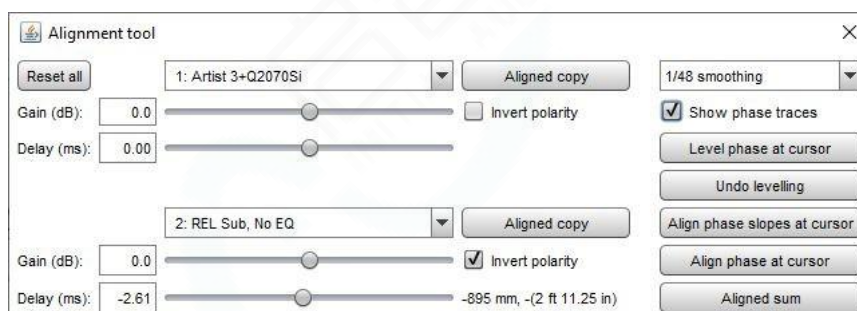 Alignment tool
Reset all 1: Artist 3+Q2070Si Aligned copy 1/48 smoothing
Gain (dB): 0.0 Invert polarity Show phase traces
Delay (ms): 0.00 Level phase at cursor
Undo levelling
2: REL Sub, No EQ Aligned copy Align phase slopes at cursor
Gain (dB): 0.0 Invert polarity Align phase at cursor
Delay (ms): -2.61 -895 mm, -(2 ft 11.25 in) Aligned sum